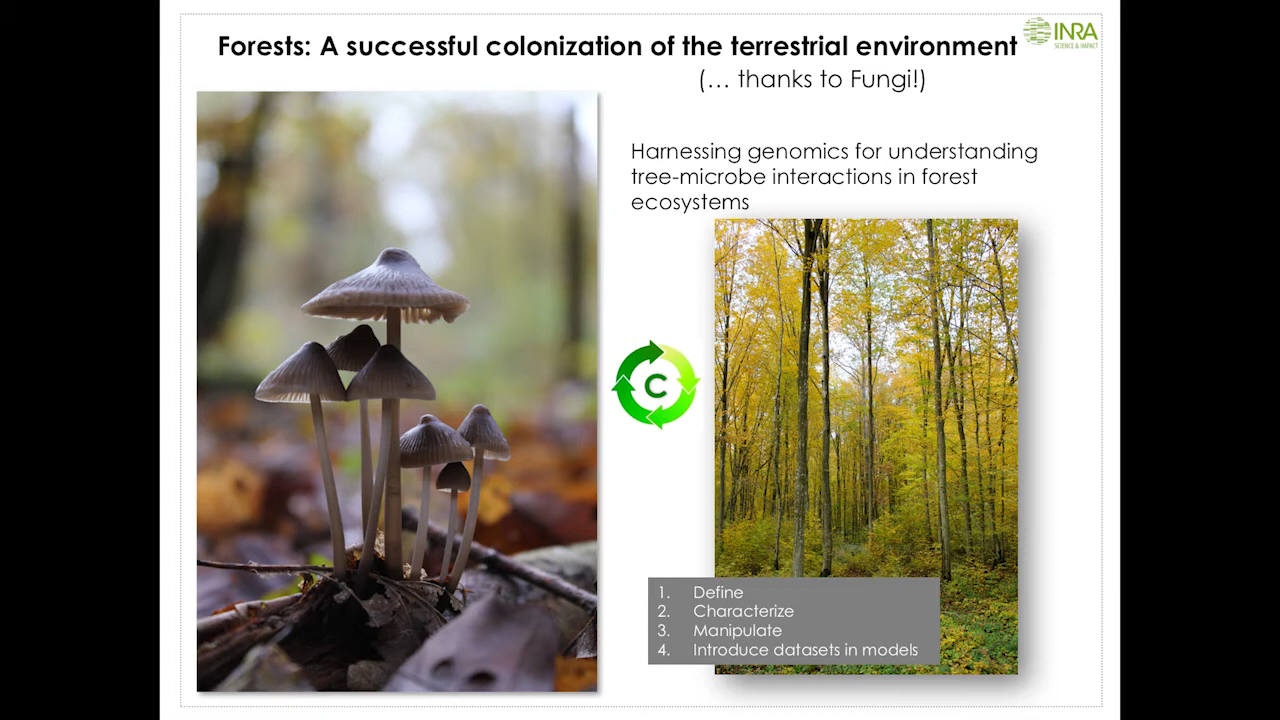 Forests: A successful colonization of the terrestrial environment
(… thanks to Fungi!)
INRA
SCIENCE & IMPACT
Harnessing genomics for understanding
tree-microbe interactions in forest
ecosystems
C
1. Define
2. Characterize
3. Manipulate
4. Introduce datasets in models